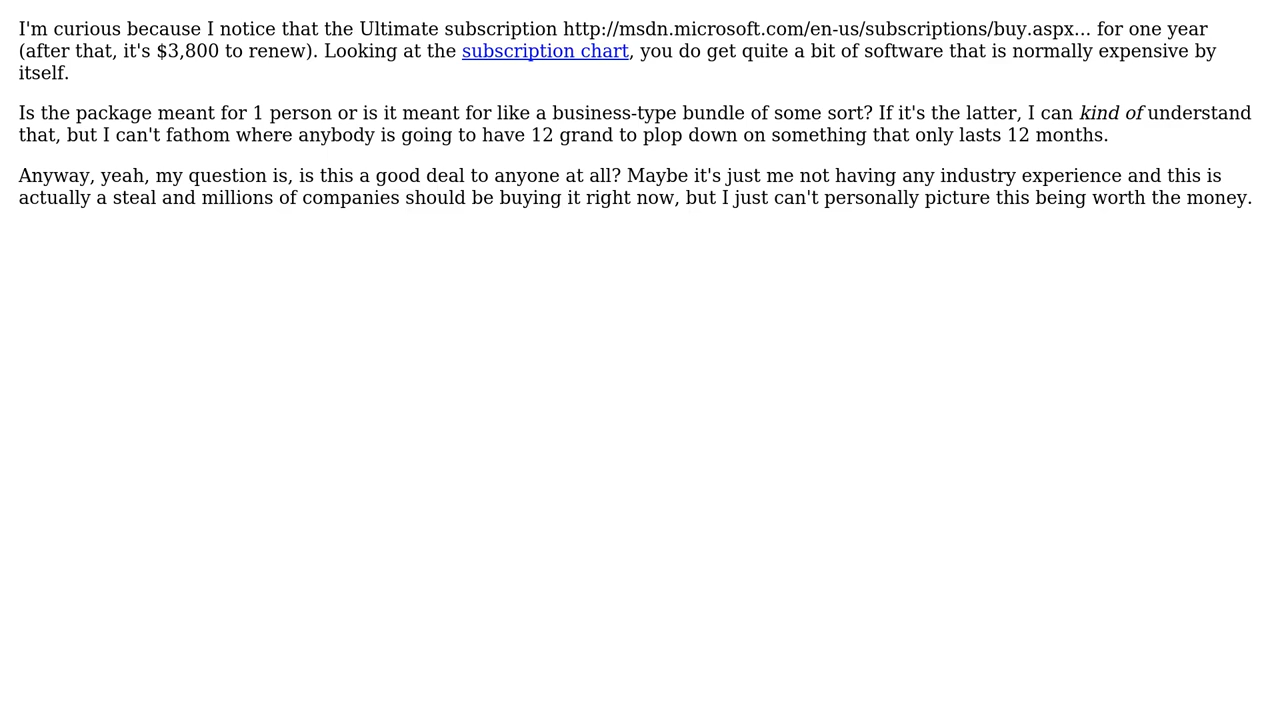 I'm curious because I notice that the Ultimate subscription http://msdn.microsoft.com/en-us/subscriptions/buy.aspx... for one year
(after that, it's $3,800 to renew). Looking at the subscription chart, you do get quite a bit of software that is normally expensive by
itself.
Is the package meant for 1 person or is it meant for like a business-type bundle of some sort? If it's the latter, I can kind of understand
that, but I can't fathom where anybody is going to have 12 grand to plop down on something that only lasts 12 months.
Anyway, yeah, my question is, is this a good deal to anyone at all? Maybe it's just me not having any industry experience and this is
actually a steal and millions of companies should be buying it right now, but I just can't personally picture this being worth the money.